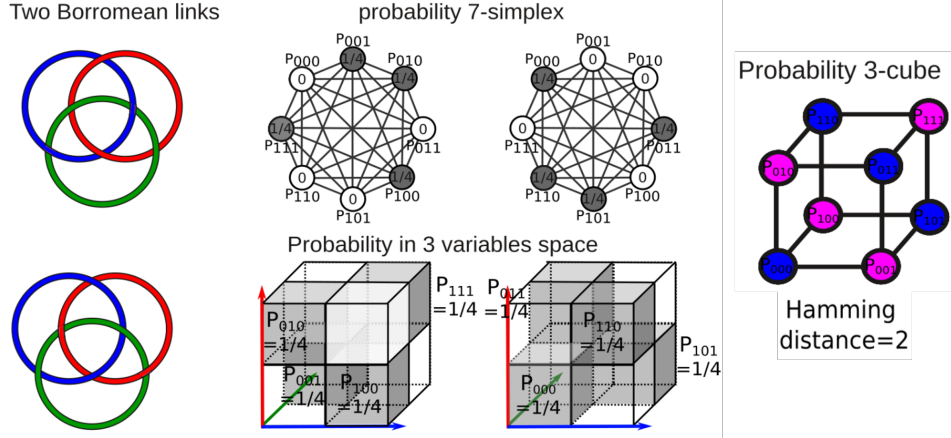 Two Borromean links
probability 7-simplex
P001
P000 P010
1/4
0 1/4
1/4 0
P111 P011
0 1/4
P110 P100
0
P101
P001
P000 P010
0
1/4 0
0 1/4
P111 P011
1/4 0
P110 P100
1/4
P101
Probability in 3 variables space
P010
=1/4
P001
=1/4
P100
=1/4
P111
=1/4
P011
=1/4
P110
=1/4
P000
=1/4
P101
=1/4
Probability 3-cube
P110 P111
P010 P011
P100 P101
P000 P001
Hamming
distance=2